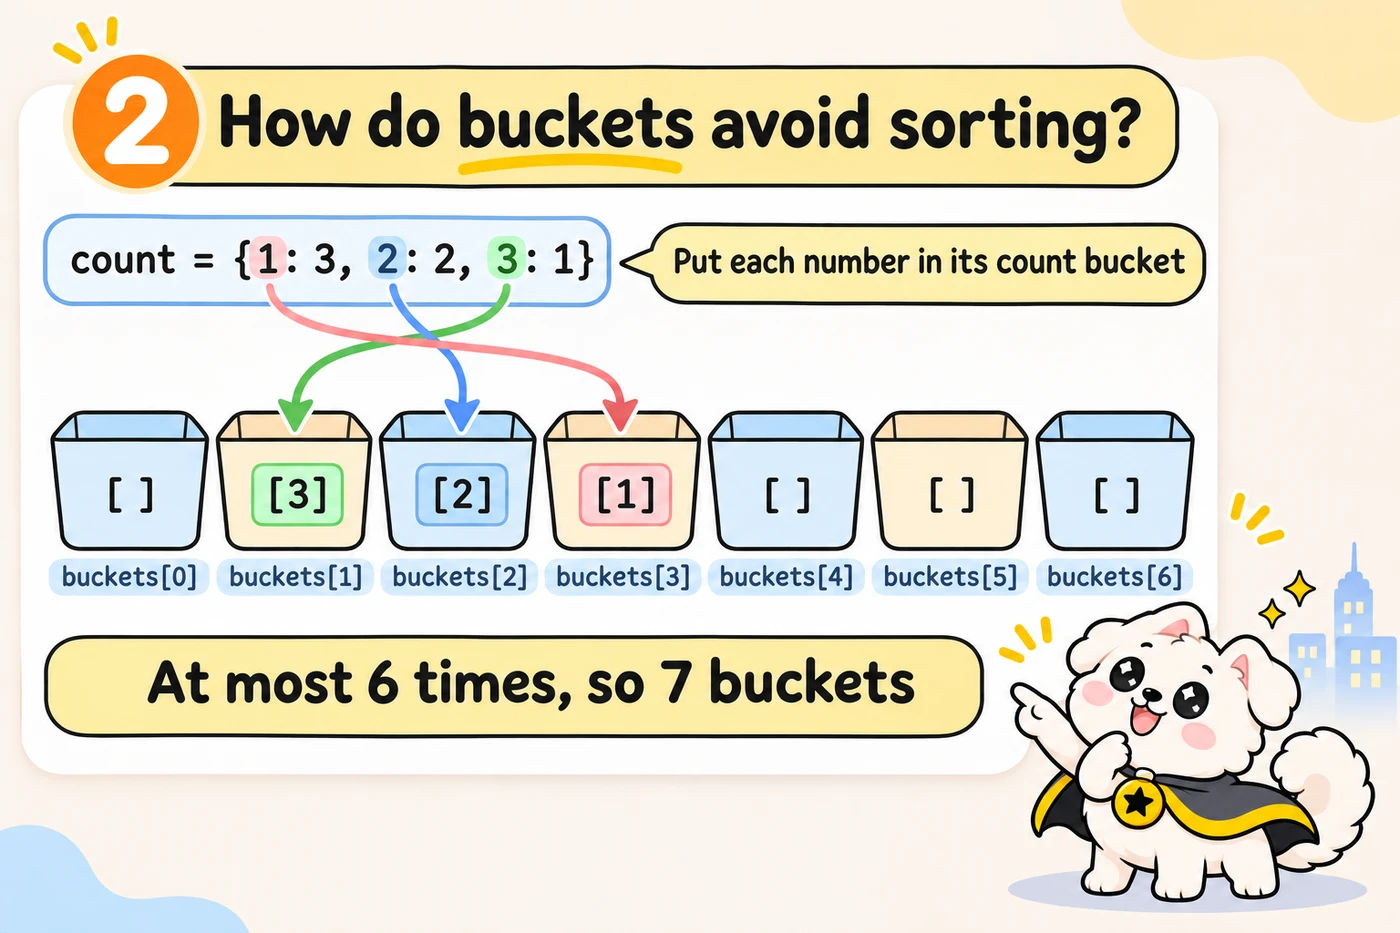 2
How do buckets avoid sorting?
count = {1: 3, 2: 2, 3: 1}
Put each number in its count bucket
[ ] [3] [2] [1] [ ] [ ] [ ]
buckets[0] buckets[1] buckets[2] buckets[3] buckets[4] buckets[5] buckets[6]
At most 6 times, so 7 buckets